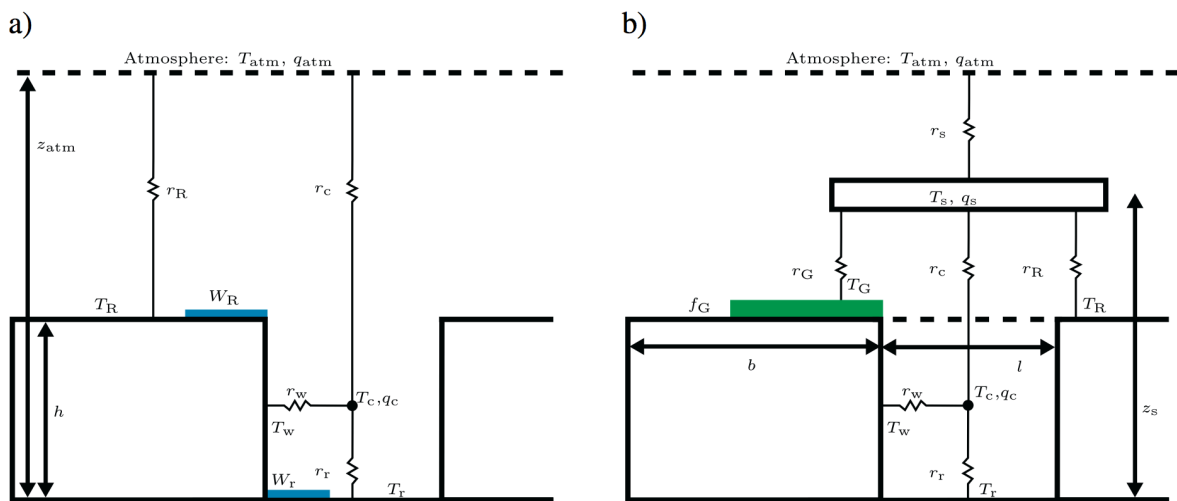 a)
Atmosphere: T_atm, q_atm
z_atm
r_R
r_c
T_R
W_R
h
r_w
T_c,q_c
T_w
W_r
r_r
T_r
b)
Atmosphere: T_atm, q_atm
r_s
T_s, q_s
r_G
r_c
r_R
T_G
f_G
T_R
b
l
r_w
T_c,q_c
z_s
T_w
r_r
T_r